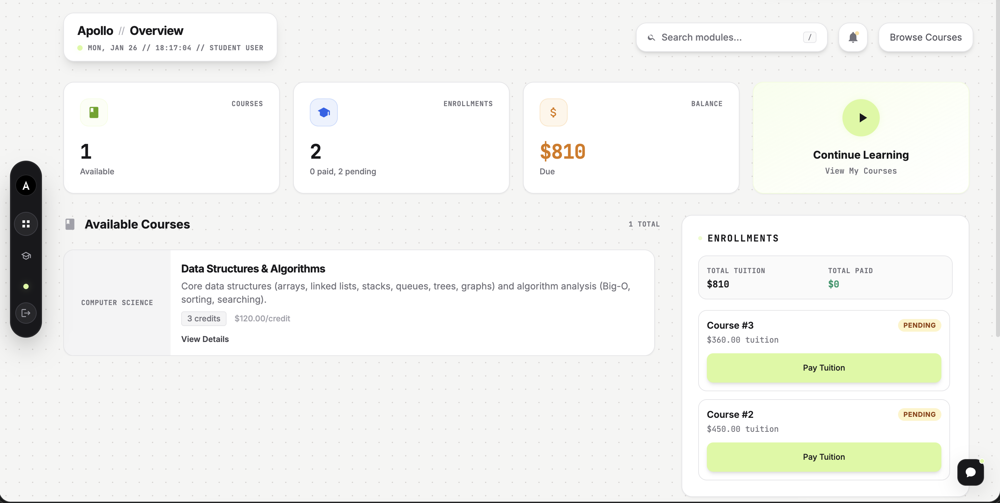 Apollo // Overview
MON, JAN 26 // 18:17:04 // STUDENT USER
Search modules...
/
Browse Courses
COURSES
1
Available
ENROLLMENTS
2
0 paid, 2 pending
$
BALANCE
$810
Due
Continue Learning
View My Courses
A
Available Courses
1 TOTAL
COMPUTER SCIENCE
Data Structures & Algorithms
Core data structures (arrays, linked lists, stacks, queues, trees, graphs) and algorithm analysis (Big-O,
sorting, searching).
3 credits
$120.00/credit
View Details
ENROLLMENTS
TOTAL TUITION
$810
TOTAL PAID
$0
Course #3
PENDING
$360.00 tuition
Pay Tuition
Course #2
PENDING
$450.00 tuition
Pay Tuition